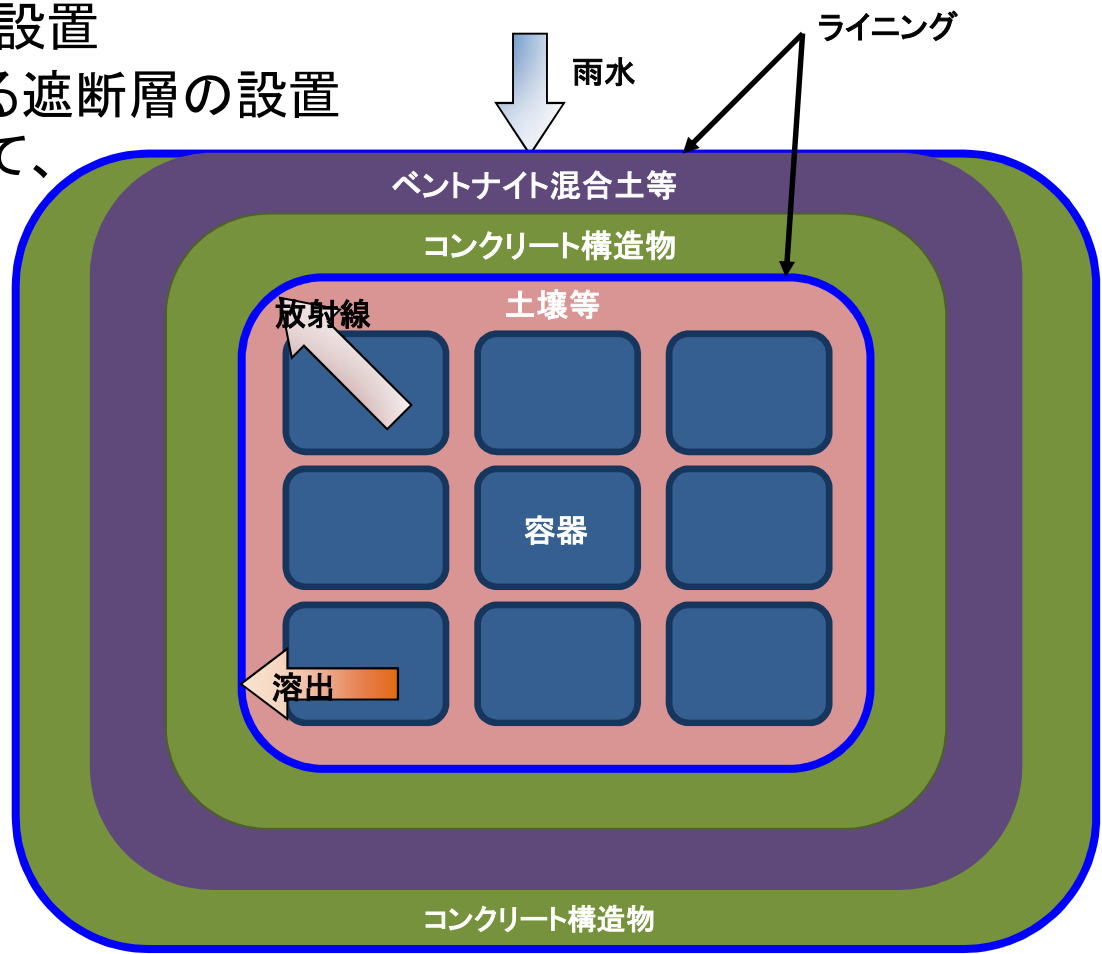 設置
る遮断層の設置
て、
ライニング
雨水
ベントナイト混合土等
コンクリート構造物
土壌等
放射線
容器
溶出
コンクリート構造物